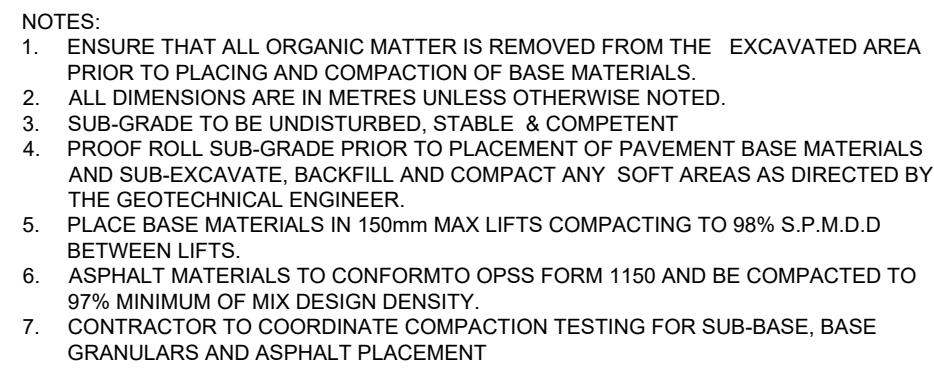 NOTES:
1. ENSURE THAT ALL ORGANIC MATTER IS REMOVED FROM THE EXCAVATED AREA
PRIOR TO PLACING AND COMPACTION OF BASE MATERIALS.
2. ALL DIMENSIONS ARE IN METRES UNLESS OTHERWISE NOTED.
3. SUB-GRADE TO BE UNDISTURBED, STABLE & COMPETENT
4. PROOF ROLL SUB-GRADE PRIOR TO PLACEMENT OF PAVEMENT BASE MATERIALS
AND SUB-EXCAVATE, BACKFILL AND COMPACT ANY SOFT AREAS AS DIRECTED BY
THE GEOTECHNICAL ENGINEER.
5. PLACE BASE MATERIALS IN 150mm MAX LIFTS COMPACTING TO 98% S.P.M.D.D
BETWEEN LIFTS.
6. ASPHALT MATERIALS TO CONFORMTO OPSS FORM 1150 AND BE COMPACTED TO
97% MINIMUM OF MIX DESIGN DENSITY.
7. CONTRACTOR TO COORDINATE COMPACTION TESTING FOR SUB-BASE, BASE
GRANULARS AND ASPHALT PLACEMENT